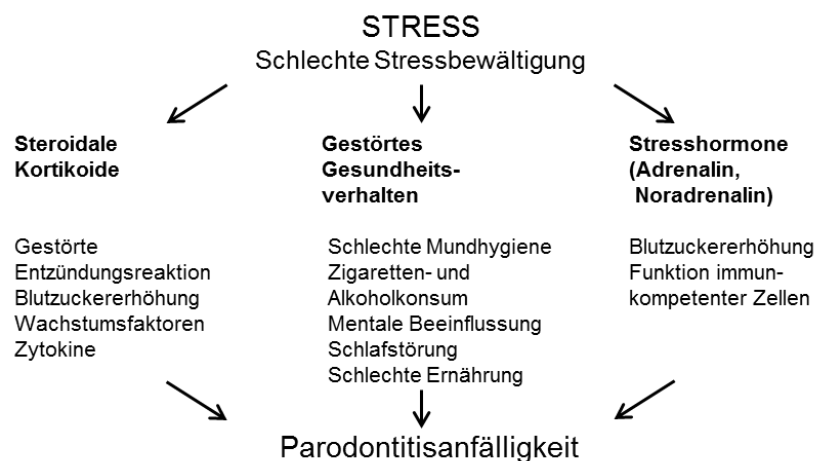 STRESS
Schlechte Stressbewältigung
Steroidale
Kortikoide
Gestörte
Entzündungsreaktion
Blutzuckererhöhung
Wachstumsfaktoren
Zytokine
Gestörtes
Gesundheits-
verhalten
Schlechte Mundhygiene
Zigaretten- und
Alkoholkonsum
Mentale Beeinflussung
Schlafstörung
Schlechte Ernährung
Stresshormone
(Adrenalin,
Noradrenalin)
Blutzuckererhöhung
Funktion immun-
kompetenter Zellen
Parodontitisanfälligkeit